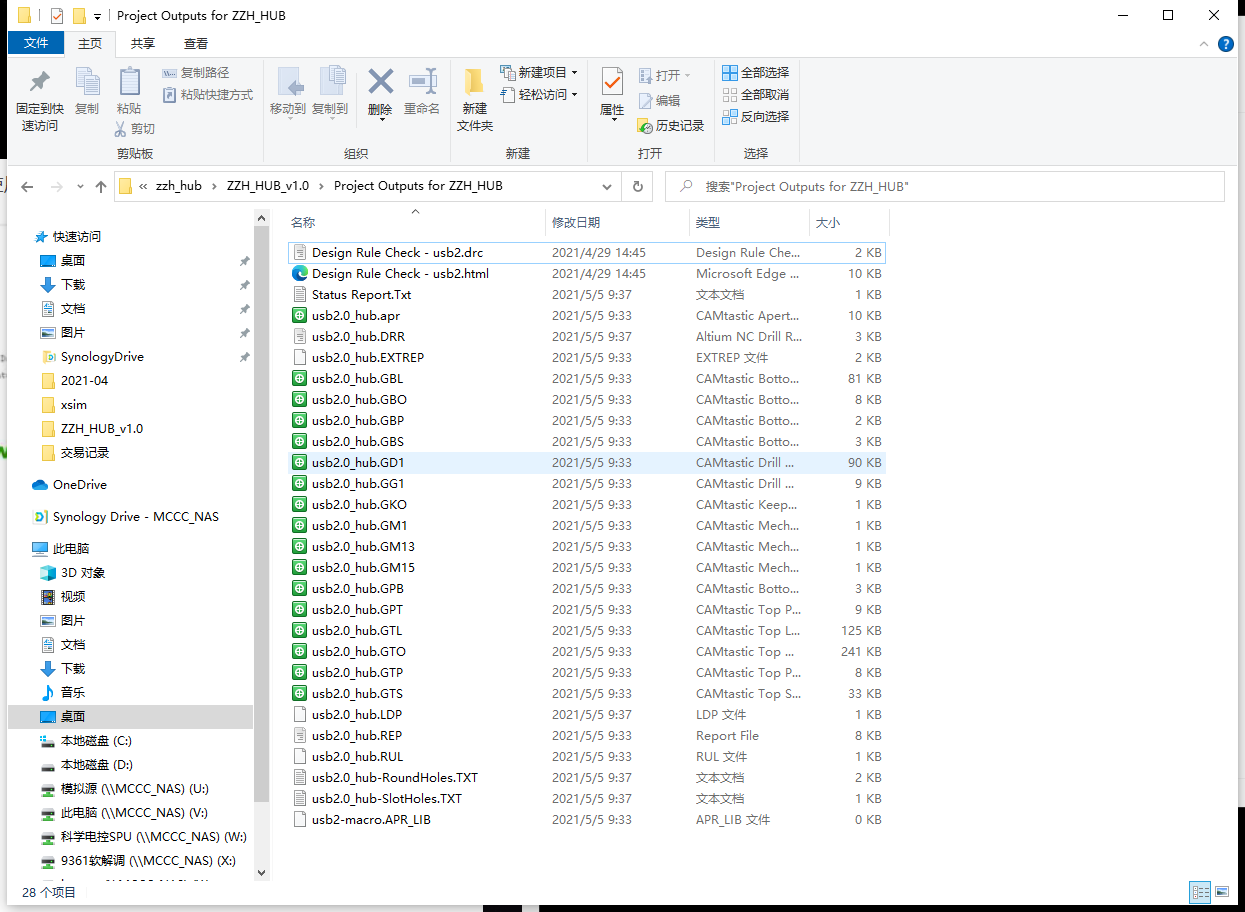 Project Outputs for ZZH_HUB
文件 主页 共享 查看
固定到快速访问
复制
粘贴
复制路径
粘贴快捷方式
剪切
剪贴板
移动到
复制到
删除
重命名
组织
新建文件夹
新建项目
轻松访问
新建
属性
打开
编辑
历史记录
打开
全部选择
全部取消
反向选择
选择
« zzh_hub › ZZH_HUB_v1.0 › Project Outputs for ZZH_HUB
搜索"Project Outputs for ZZH_HUB"
快速访问
桌面
下载
文档
图片
SynologyDrive
2021-04
xsim
ZZH_HUB_v1.0
交易记录
OneDrive
Synology Drive - MCCC_NAS
此电脑
3D 对象
视频
图片
文档
下载
音乐
桌面
本地磁盘 (C:)
本地磁盘 (D:)
模拟源 (\\MCCC_NAS) (U:)
此电脑 (\\MCCC_NAS) (V:)
科学电控SPU (\\MCCC_NAS) (W:)
9361软解调 (\\MCCC_NAS) (X:)
名称 修改日期 类型 大小
Design Rule Check - usb2.drc 2021/4/29 14:45 Design Rule Che... 2 KB
Design Rule Check - usb2.html 2021/4/29 14:45 Microsoft Edge ... 10 KB
Status Report.Txt 2021/5/5 9:37 文本文档 1 KB
usb2.0_hub.apr 2021/5/5 9:33 CAMtastic Apert... 10 KB
usb2.0_hub.DRR 2021/5/5 9:37 Altium NC Drill R... 3 KB
usb2.0_hub.EXTREP 2021/5/5 9:33 EXTREP 文件 2 KB
usb2.0_hub.GBL 2021/5/5 9:33 CAMtastic Botto... 81 KB
usb2.0_hub.GBO 2021/5/5 9:33 CAMtastic Botto... 8 KB
usb2.0_hub.GBP 2021/5/5 9:33 CAMtastic Botto... 2 KB
usb2.0_hub.GBS 2021/5/5 9:33 CAMtastic Botto... 3 KB
usb2.0_hub.GD1 2021/5/5 9:33 CAMtastic Drill ... 90 KB
usb2.0_hub.GG1 2021/5/5 9:33 CAMtastic Drill ... 9 KB
usb2.0_hub.GKO 2021/5/5 9:33 CAMtastic Keep... 1 KB
usb2.0_hub.GM1 2021/5/5 9:33 CAMtastic Mech... 1 KB
usb2.0_hub.GM13 2021/5/5 9:33 CAMtastic Mech... 1 KB
usb2.0_hub.GM15 2021/5/5 9:33 CAMtastic Mech... 1 KB
usb2.0_hub.GPB 2021/5/5 9:33 CAMtastic Botto... 3 KB
usb2.0_hub.GPT 2021/5/5 9:33 CAMtastic Top P... 9 KB
usb2.0_hub.GTL 2021/5/5 9:33 CAMtastic Top L... 125 KB
usb2.0_hub.GTO 2021/5/5 9:33 CAMtastic Top ... 241 KB
usb2.0_hub.GTP 2021/5/5 9:33 CAMtastic Top P... 8 KB
usb2.0_hub.GTS 2021/5/5 9:33 CAMtastic Top S... 33 KB
usb2.0_hub.LDP 2021/5/5 9:37 LDP 文件 1 KB
usb2.0_hub.REP 2021/5/5 9:33 Report File 8 KB
usb2.0_hub.RUL 2021/5/5 9:33 RUL 文件 1 KB
usb2.0_hub-RoundHoles.TXT 2021/5/5 9:37 文本文档 2 KB
usb2.0_hub-SlotHoles.TXT 2021/5/5 9:37 文本文档 1 KB
usb2-macro.APR_LIB 2021/5/5 9:33 APR_LIB 文件 0 KB
28 个项目